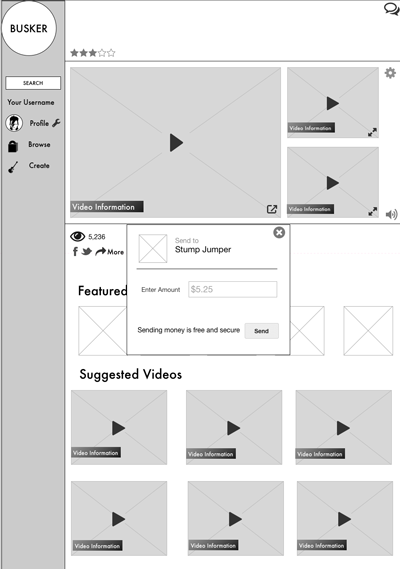 BUSKER
SEARCH
Your Username
Profile
Browse
Create
Video Information
Video Information
Video Information
5,236
More
Send to
Stump Jumper
Enter Amount
$5.25
Sending money is free and secure
Send
Featured
Suggested Videos
Video Information
Video Information
Video Information
Video Information
Video Information
Video Information